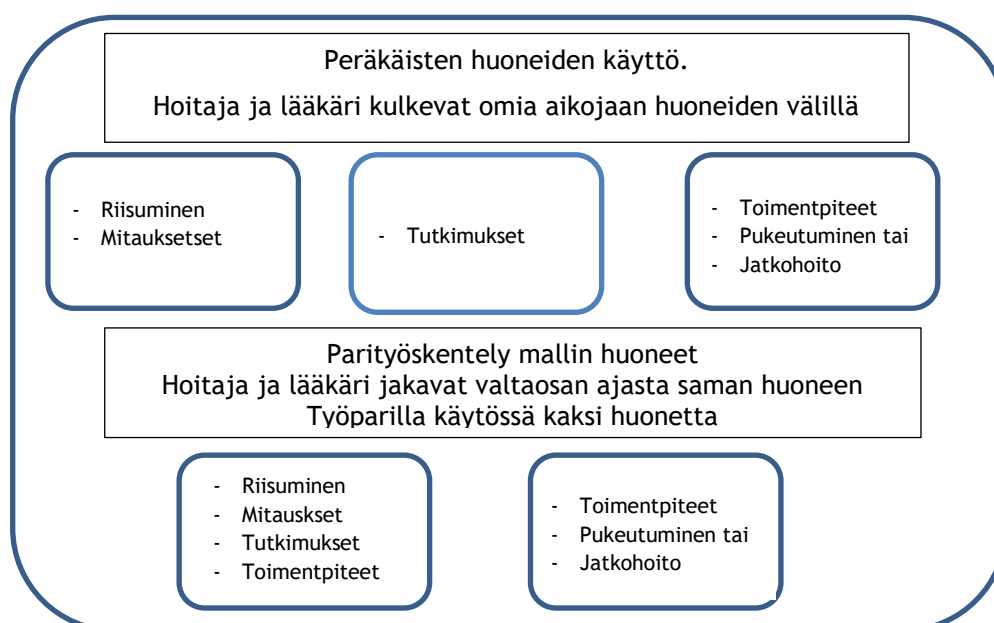 Peräkäisten huoneiden käyttö.
Hoitaja ja lääkäri kulkevat omia aikojaan huoneiden välillä
- Riisuminen
- Mitauksetset
- Tutkimukset
- Toimentpiteet
- Pukeutuminen tai
- Jatkohoito
Parityöskentely mallin huoneet
Hoitaja ja lääkäri jakavat valtaosan ajasta saman huoneen
Työparilla käytössä kaksi huonetta
- Riisuminen
- Mitauskset
- Tutkimukset
- Toimentpiteet
- Toimentpiteet
- Pukeutuminen tai
- Jatkohoito